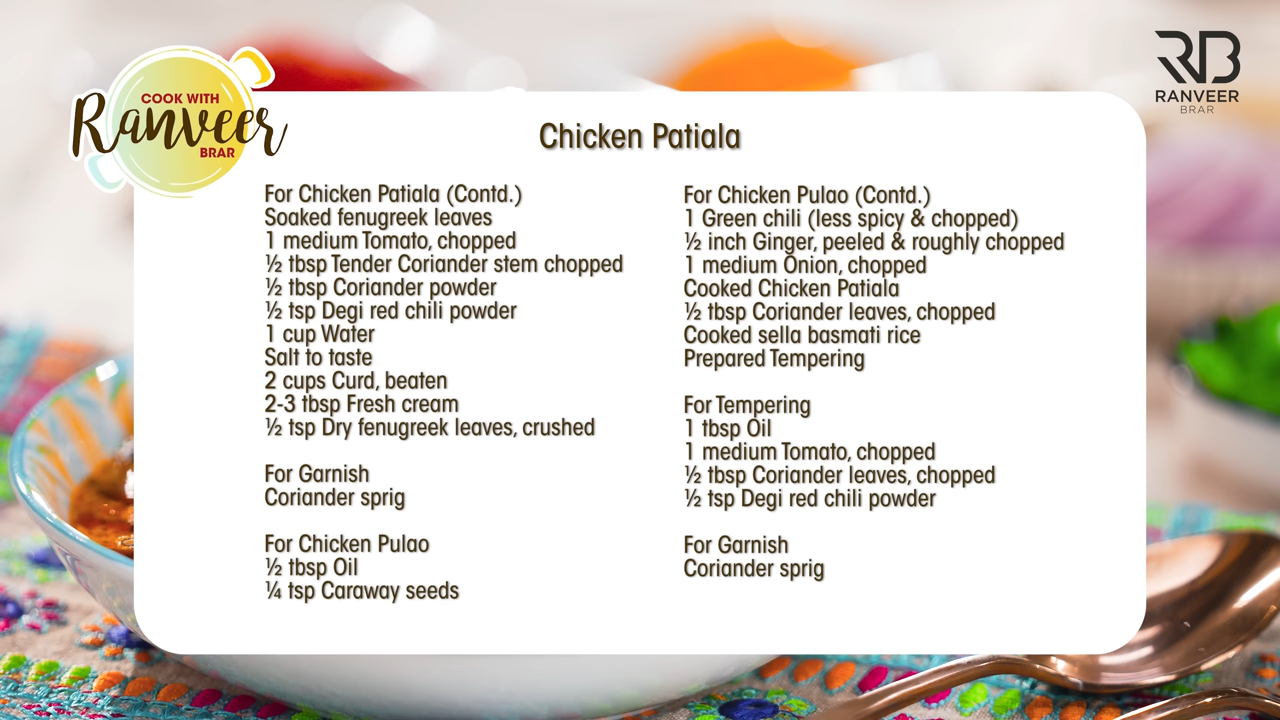 COOK WITH
Ranveer
BRAR
RB
RANVEER
BRAR
Chicken Patiala
For Chicken Patiala (Contd.)
Soaked fenugreek leaves
1 medium Tomato, chopped
½ tbsp Tender Coriander stem chopped
½ tbsp Coriander powder
½ tsp Degi red chili powder
1 cup Water
Salt to taste
2 cups Curd, beaten
2-3 tbsp Fresh cream
½ tsp Dry fenugreek leaves, crushed
For Garnish
Coriander sprig
For Chicken Pulao
½ tbsp Oil
¼ tsp Caraway seeds
For Chicken Pulao (Contd.)
1 Green chili (less spicy & chopped)
½ inch Ginger, peeled & roughly chopped
1 medium Onion, chopped
Cooked Chicken Patiala
½ tbsp Coriander leaves, chopped
Cooked sella basmati rice
Prepared Tempering
For Tempering
1 tbsp Oil
1 medium Tomato, chopped
½ tbsp Coriander leaves, chopped
½ tsp Degi red chili powder
For Garnish
Coriander sprig